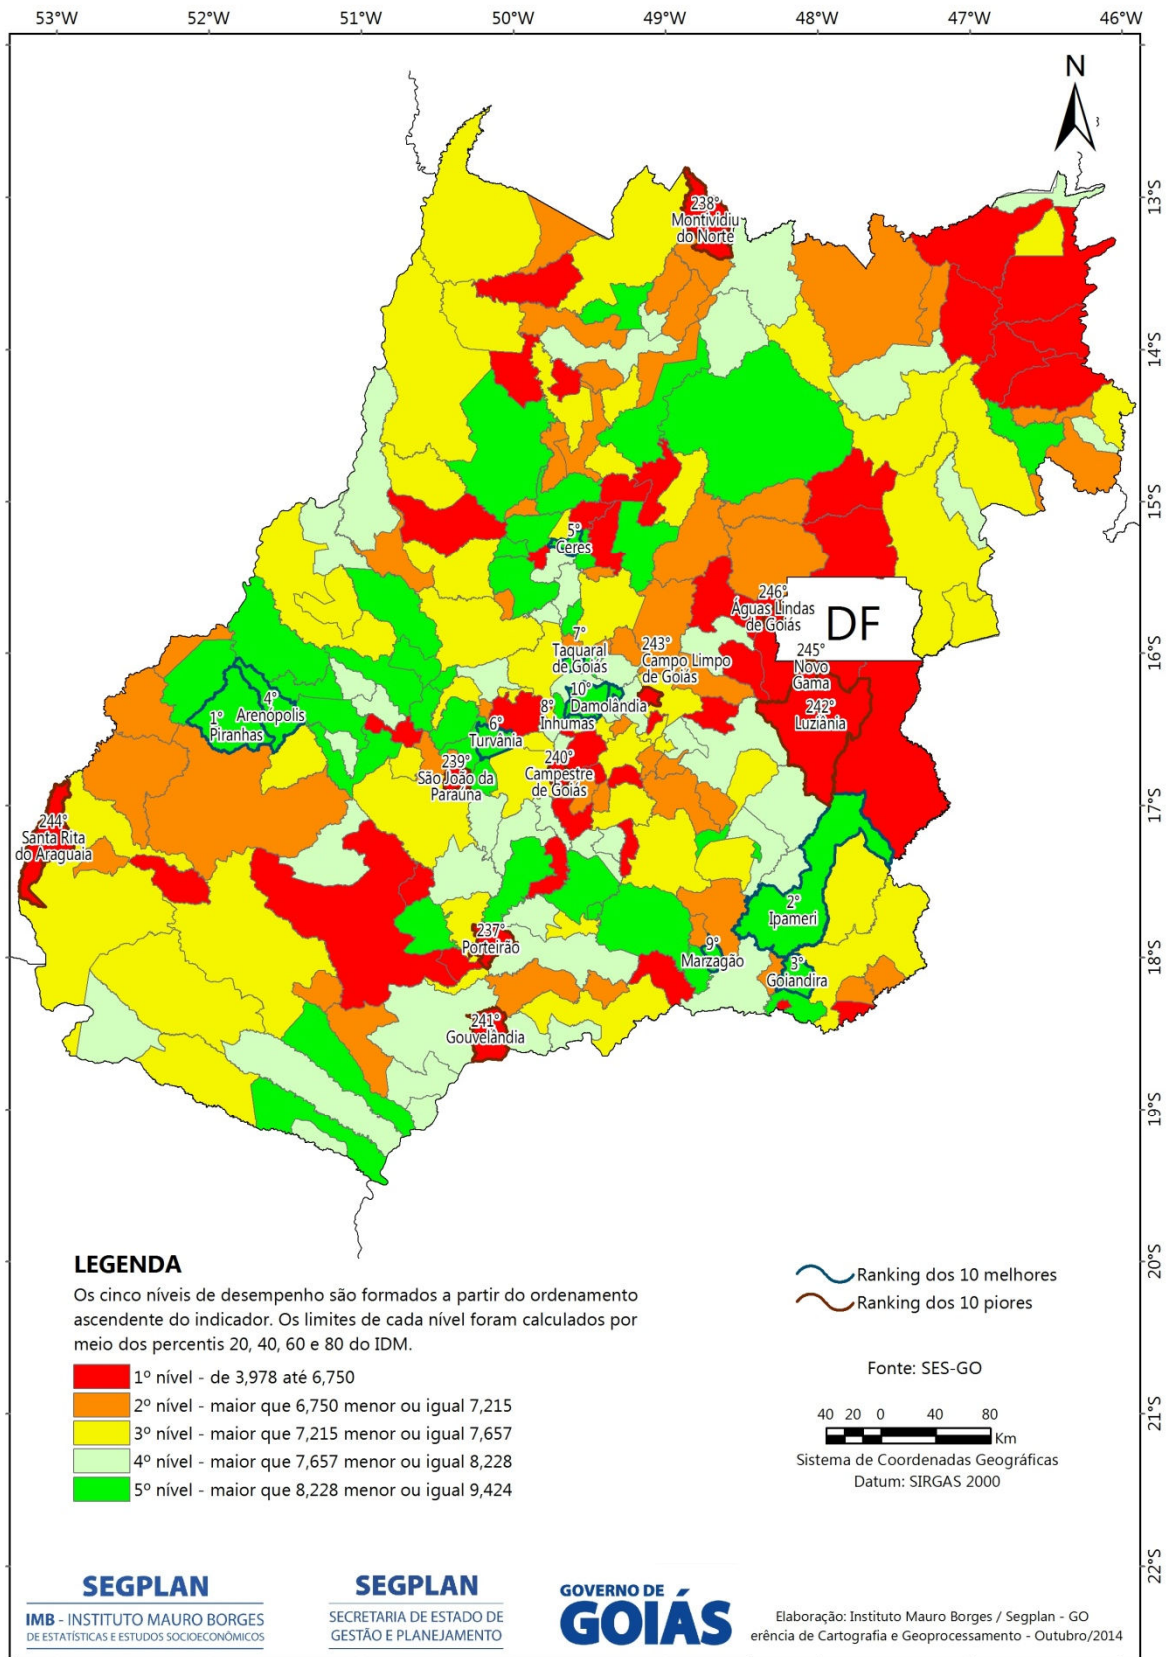 53°W 52°W 51°W 50°W 49°W 48°W 47°W 46°W
N
13°S
238°
Montividiu
do Norte
14°S
15°S
5°
Ceres
246°
Águas Lindas
de Goiás
DF
7°
Taquaral
de Goiás
243°
Campo Limpo
de Goiás
245°
Novo
Gama
16°S
4°
Arenópolis
1°
Piranhas
10°
Damolândia
8°
Inhumas
6°
Turvânia
242°
Luziânia
239°
São João da
Paraúna
240°
Campestre
de Goiás
17°S
244°
Santa Rita
do Araguaia
2°
Ipameri
237°
Porteirão
9°
Marzagão
3°
Goiandira
18°S
241°
Gouvelândia
19°S
20°S
LEGENDA
Os cinco níveis de desempenho são formados a partir do ordenamento
ascendente do indicador. Os limites de cada nível foram calculados por
meio dos percentis 20, 40, 60 e 80 do IDM.
1º nível - de 3,978 até 6,750
2º nível - maior que 6,750 menor ou igual 7,215
3º nível - maior que 7,215 menor ou igual 7,657
4º nível - maior que 7,657 menor ou igual 8,228
5º nível - maior que 8,228 menor ou igual 9,424
Ranking dos 10 melhores
Ranking dos 10 piores
Fonte: SES-GO
21°S
40 20 0 40 80
Km
Sistema de Coordenadas Geográficas
Datum: SIRGAS 2000
22°S
SEGPLAN
IMB - INSTITUTO MAURO BORGES
DE ESTATÍSTICAS E ESTUDOS SOCIOECONÔMICOS
SEGPLAN
SECRETARIA DE ESTADO DE
GESTÃO E PLANEJAMENTO
GOVERNO DE
GOIÁS
Elaboração: Instituto Mauro Borges / Segplan - GO
erência de Cartografia e Geoprocessamento - Outubro/2014